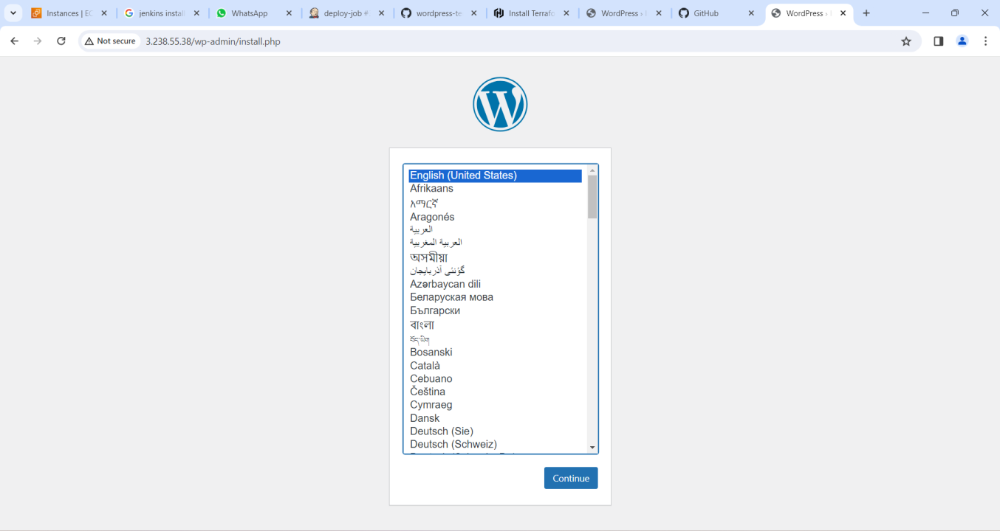 Instances | EC
jenkins instal
WhatsApp
deploy-job #
wordpress-te
Install Terrafo
WordPress ›
GitHub
WordPress ›
Not secure
3.238.55.38/wp-admin/install.php
English (United States)
Afrikaans
አማርኛ
Aragonés
العربية
العربية المغربية
অসমীয়া
گؤنئی آذربایجان
Azərbaycan dili
Беларуская мова
Български
বাংলা
བོད་ཡིག
Bosanski
Català
Cebuano
Čeština
Cymraeg
Dansk
Deutsch (Sie)
Deutsch (Schweiz)
Continue